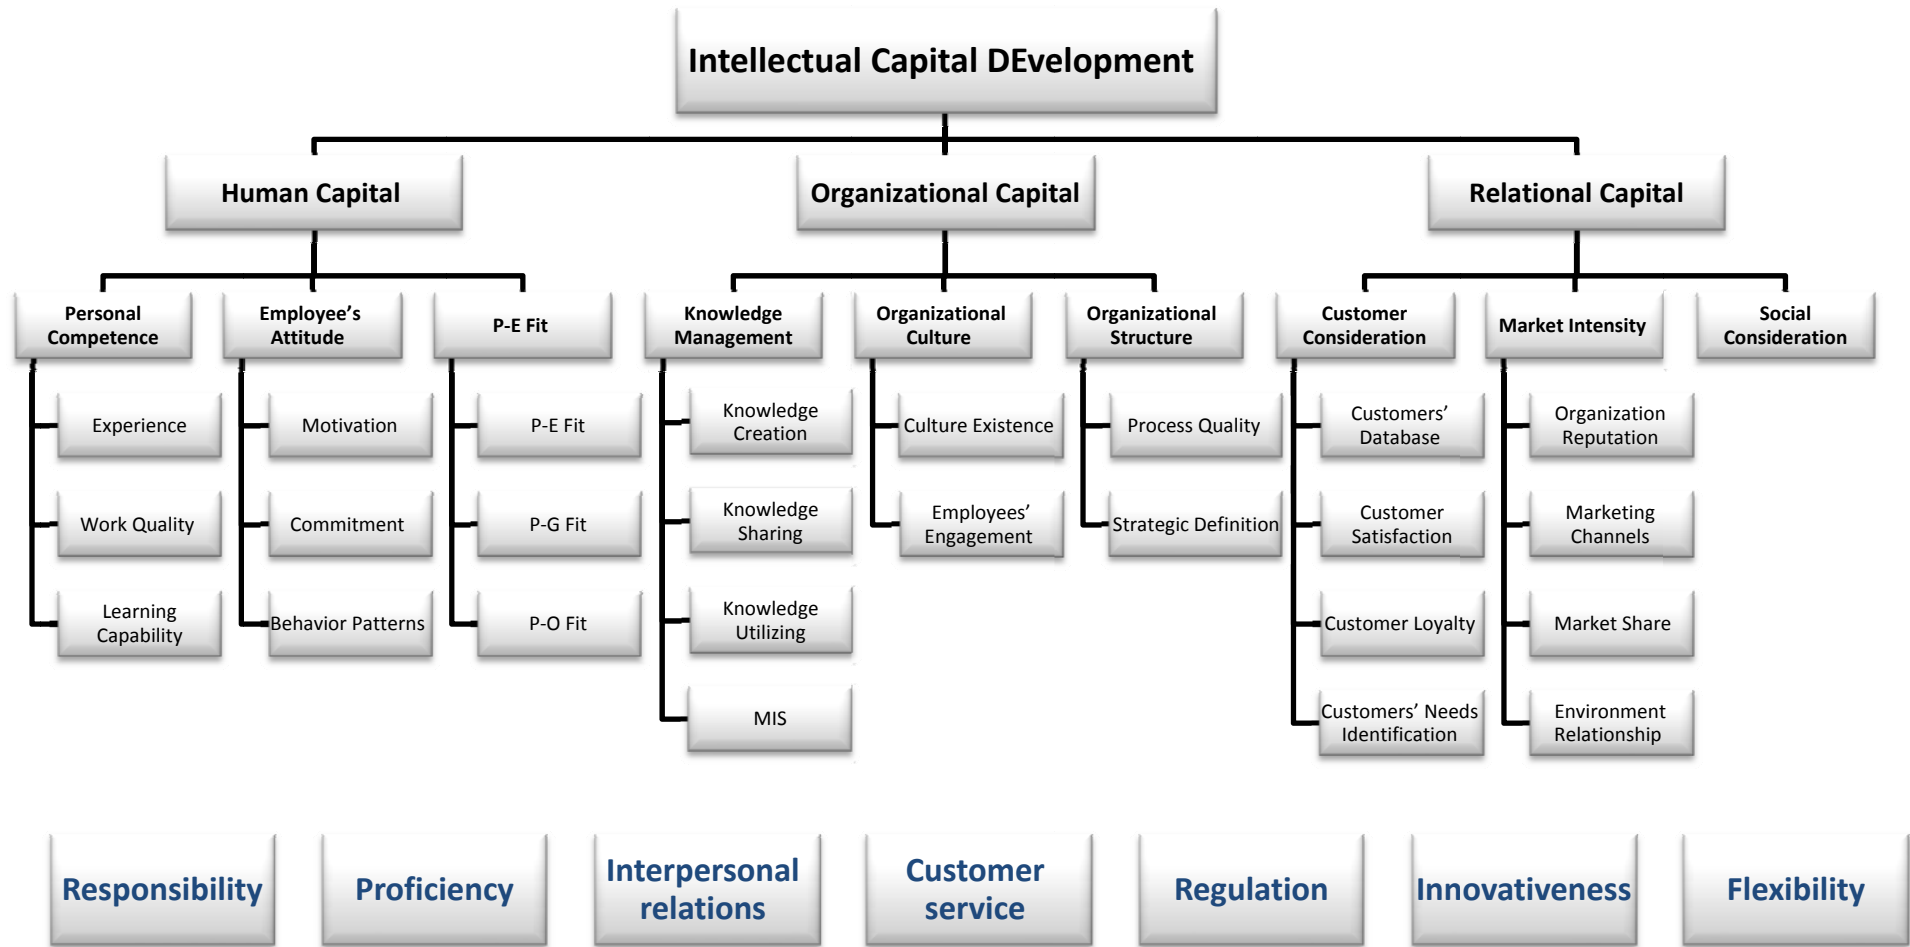 Intellectual Capital DEvelopment
Human Capital
Organizational Capital
Relational Capital
Personal
Competence
Employee’s
Attitude
P-E Fit
Knowledge
Management
Organizational
Culture
Organizational
Structure
Customer
Consideration
Market Intensity
Social
Consideration
Experience
Work Quality
Learning
Capability
Motivation
Commitment
Behavior Patterns
P-E Fit
P-G Fit
P-O Fit
Knowledge
Creation
Knowledge
Sharing
Knowledge
Utilizing
MIS
Culture Existence
Employees’
Engagement
Process Quality
Strategic Definition
Customers’
Database
Customer
Satisfaction
Customer Loyalty
Customers’ Needs
Identification
Organization
Reputation
Marketing
Channels
Market Share
Environment
Relationship
Responsibility
Proficiency
Interpersonal
relations
Customer
service
Regulation
Innovativeness
Flexibility